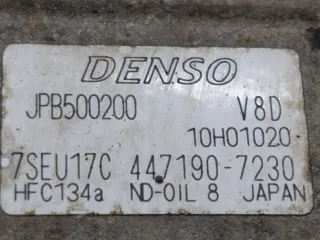 DENSO
JPB500200 V8D
10H01020
7SEU17C 447190-7230
HFC134a ND-OIL 8 JAPAN